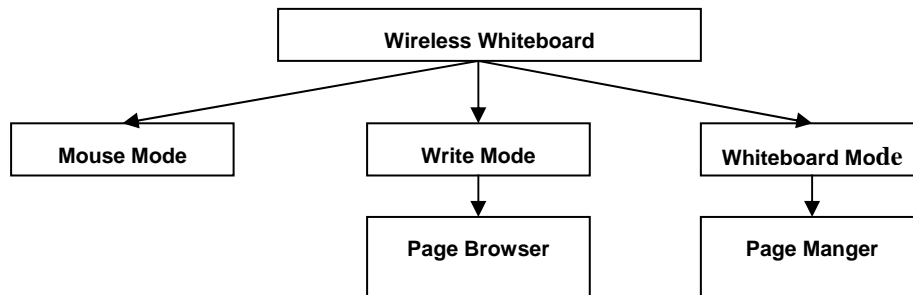 Wireless Whiteboard
Mouse Mode
Write Mode
Whiteboard Mode
Page Browser
Page Manger